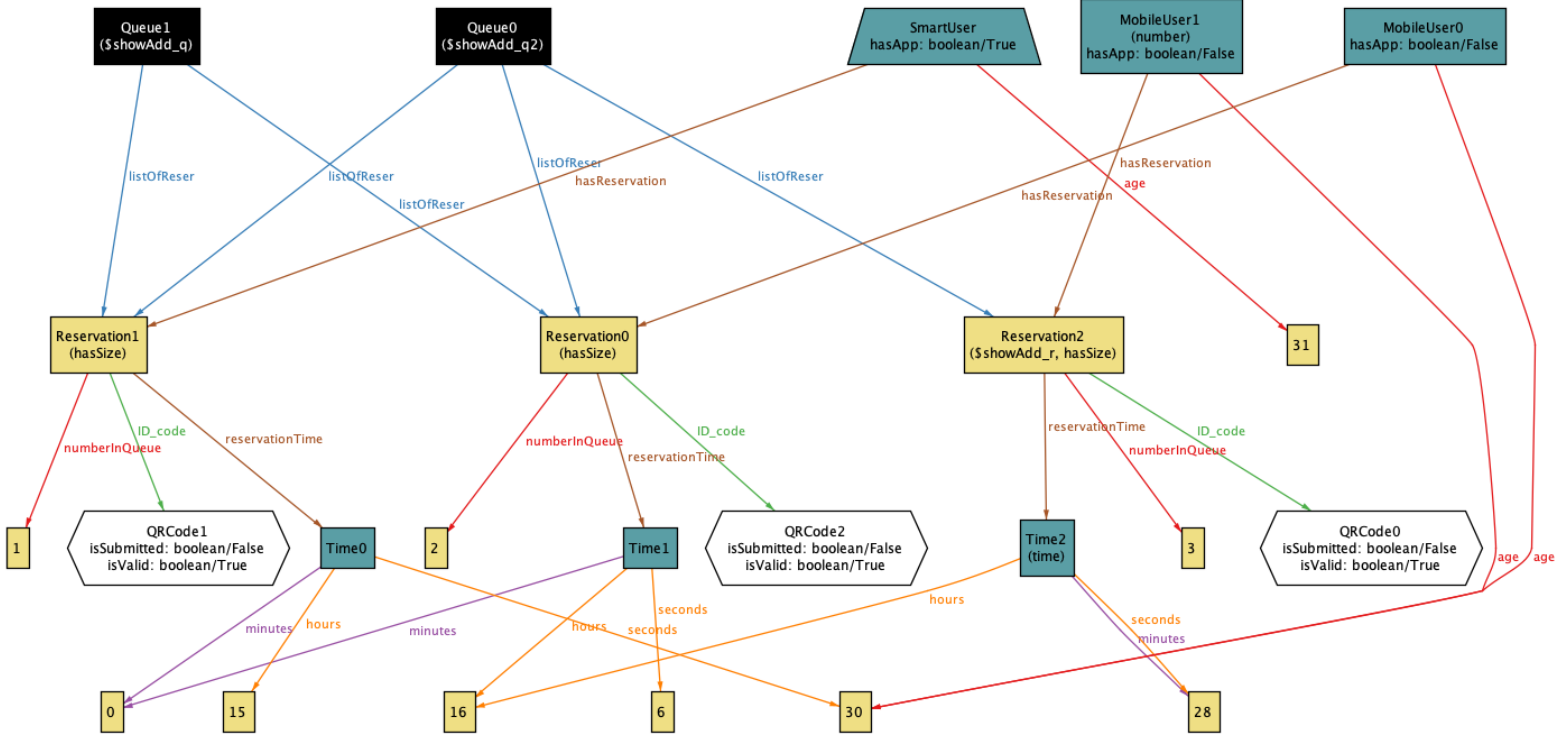 Queue1
($showAdd_q)
Queue0
($showAdd_q2)
SmartUser
hasApp: boolean/True
MobileUser1
(number)
hasApp: boolean/False
MobileUser0
hasApp: boolean/False
listOfReser
listOfReser
listOfReser
listOfReser
listOfReser
hasReservation
hasReservation
hasReservation
age
Reservation1
(hasSize)
Reservation0
(hasSize)
Reservation2
($showAdd_r, hasSize)
31
numberInQueue
ID_code
reservationTime
numberInQueue
reservationTime
ID_code
reservationTime
numberInQueue
ID_code
1
QRCode1
isSubmitted: boolean/False
isValid: boolean/True
Time0
2
Time1
QRCode2
isSubmitted: boolean/False
isValid: boolean/True
Time2
(time)
3
QRCode0
isSubmitted: boolean/False
isValid: boolean/True
age
age
minutes
hours
minutes
hours
seconds
seconds
hours
seconds
minutes
0
15
16
6
30
28